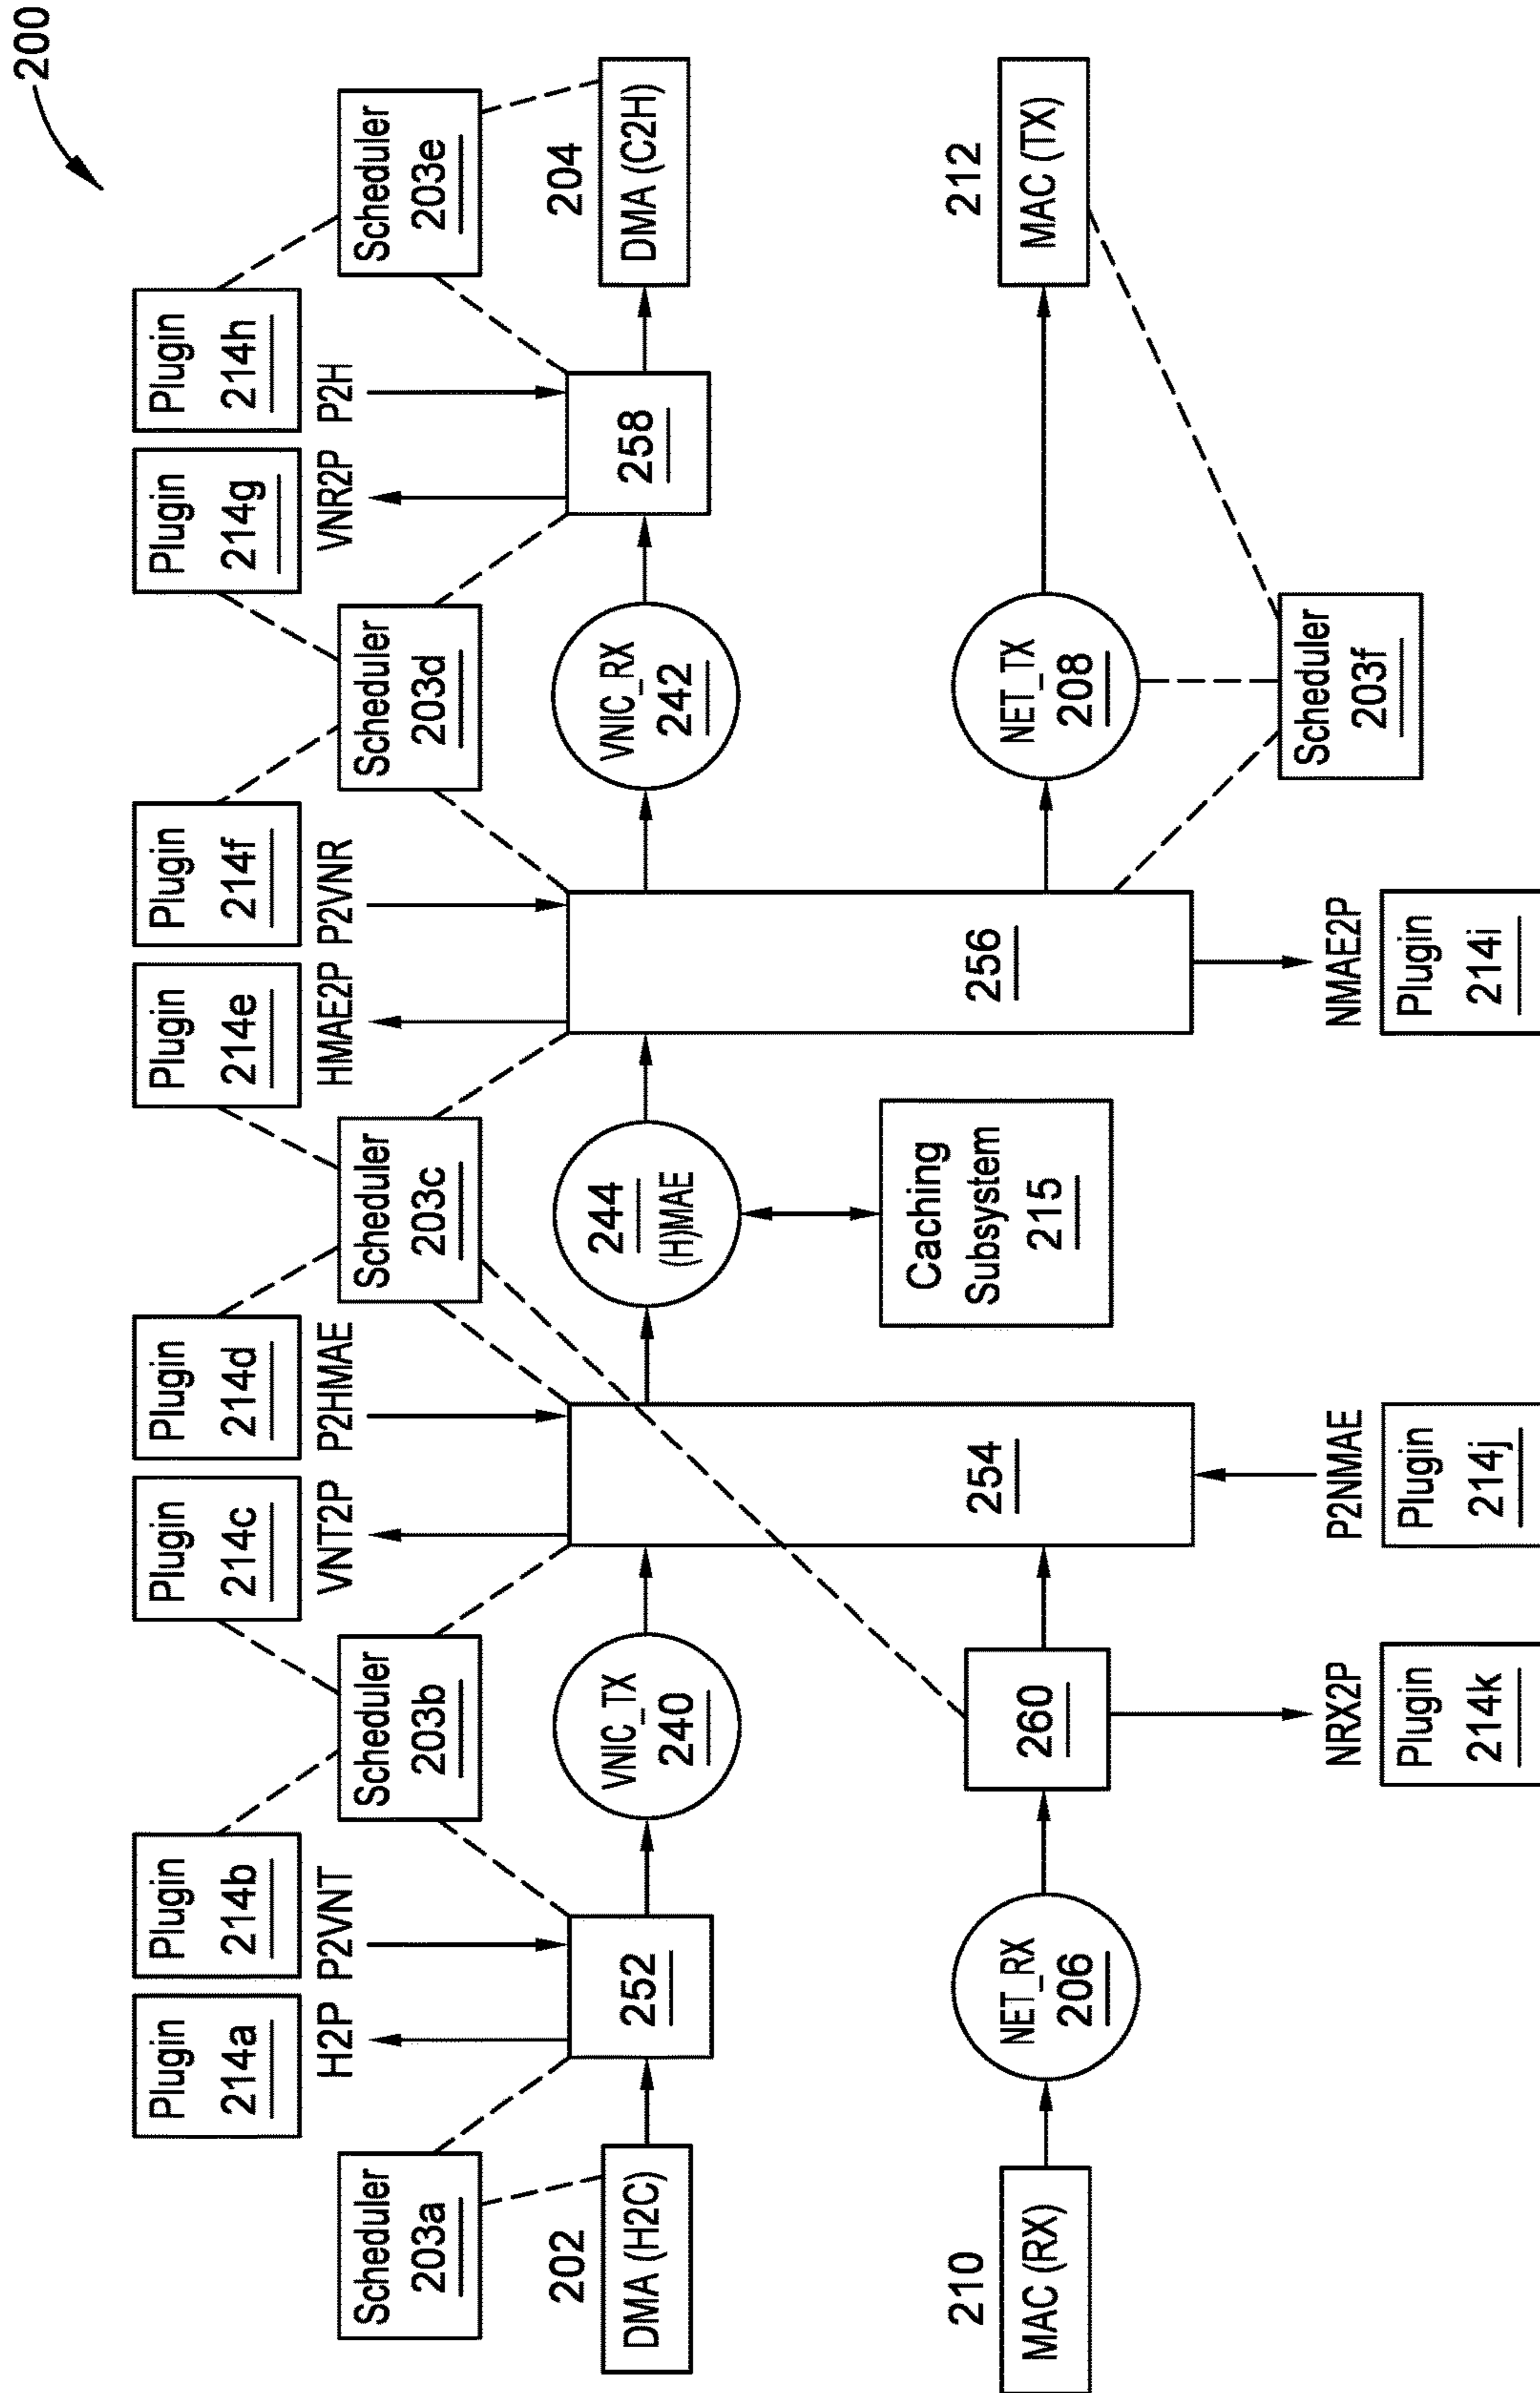 200
Plugin
214a
Plugin
214b
Plugin
214c
Plugin
214d
Plugin
214e
Plugin
214f
Plugin
214g
Plugin
214h
H2P
P2VNT
VNT2P
P2HMAE
HMAE2P
P2VNR
VNR2P
P2H
Scheduler
203a
Scheduler
203b
Scheduler
203c
Scheduler
203d
Scheduler
203e
202
DMA (H2C)
252
VNIC_TX
240
244
(H)MAE
VNIC_RX
242
258
204
DMA (C2H)
Caching
Subsystem
215
210
MAC (RX)
NET_RX
206
260
254
256
NET_TX
208
212
MAC (TX)
Scheduler
203f
NRX2P
Plugin
214k
P2NMAE
Plugin
214j
NMAE2P
Plugin
214i